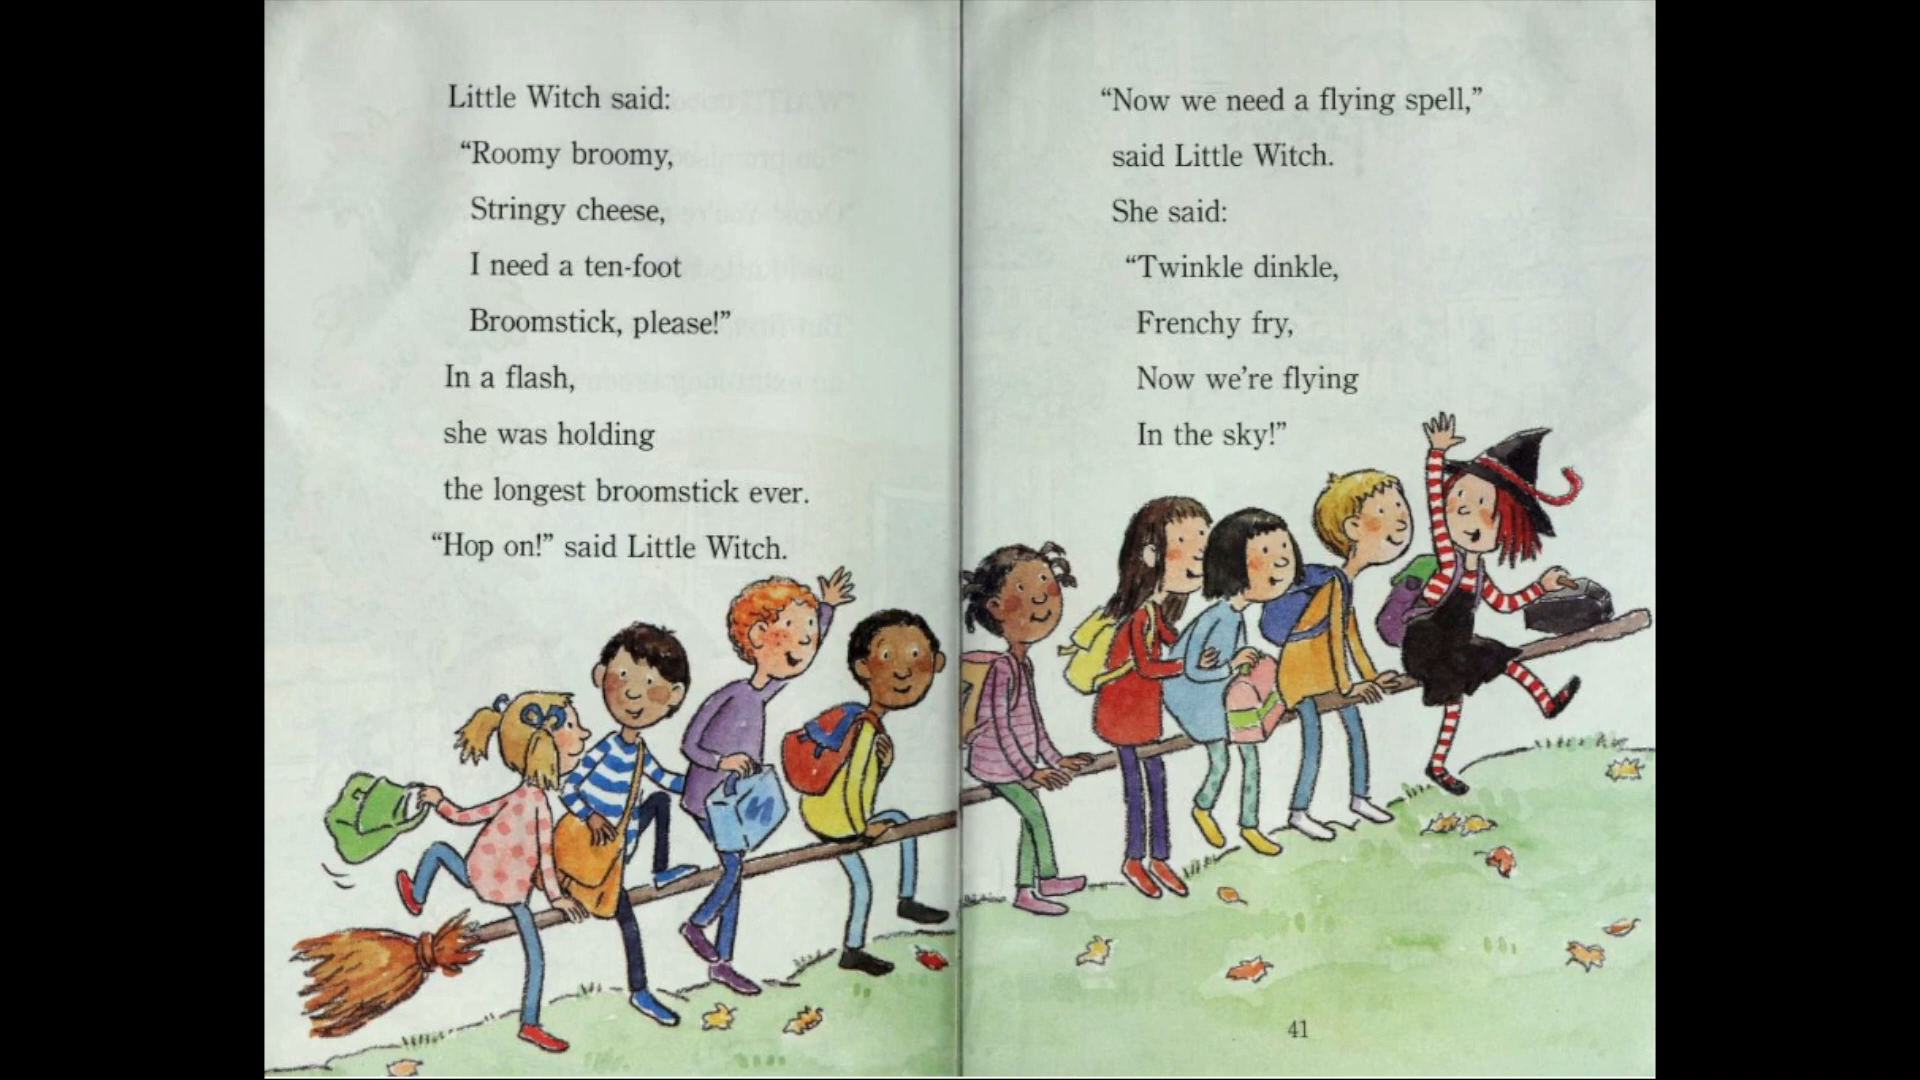 Little Witch said:
“Roomy broomy,
Stringy cheese,
I need a ten-foot
Broomstick, please!”
In a flash,
she was holding
the longest broomstick ever.
“Hop on!” said Little Witch.
“Now we need a flying spell,”
said Little Witch.
She said:
“Twinkle dinkle,
Frenchy fry,
Now we’re flying
In the sky!”
41